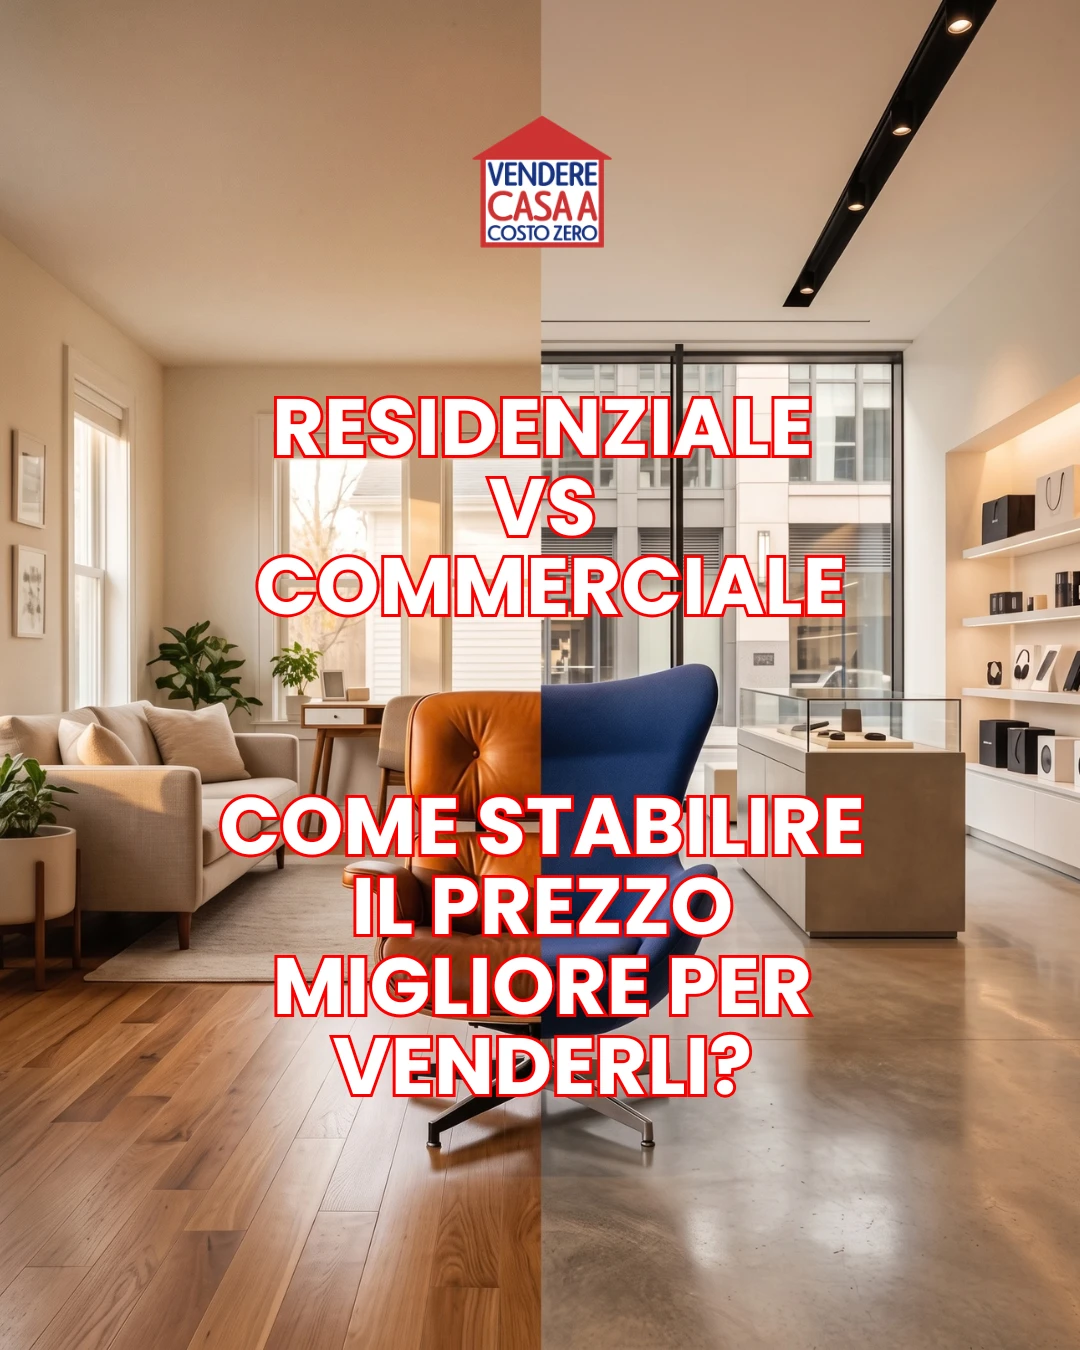 VENDERE
CASA A
COSTO ZERO
RESIDENZIALE
VS
COMMERCIALE
COME STABILIRE
IL PREZZO
MIGLIORE PER
VENDERLI?